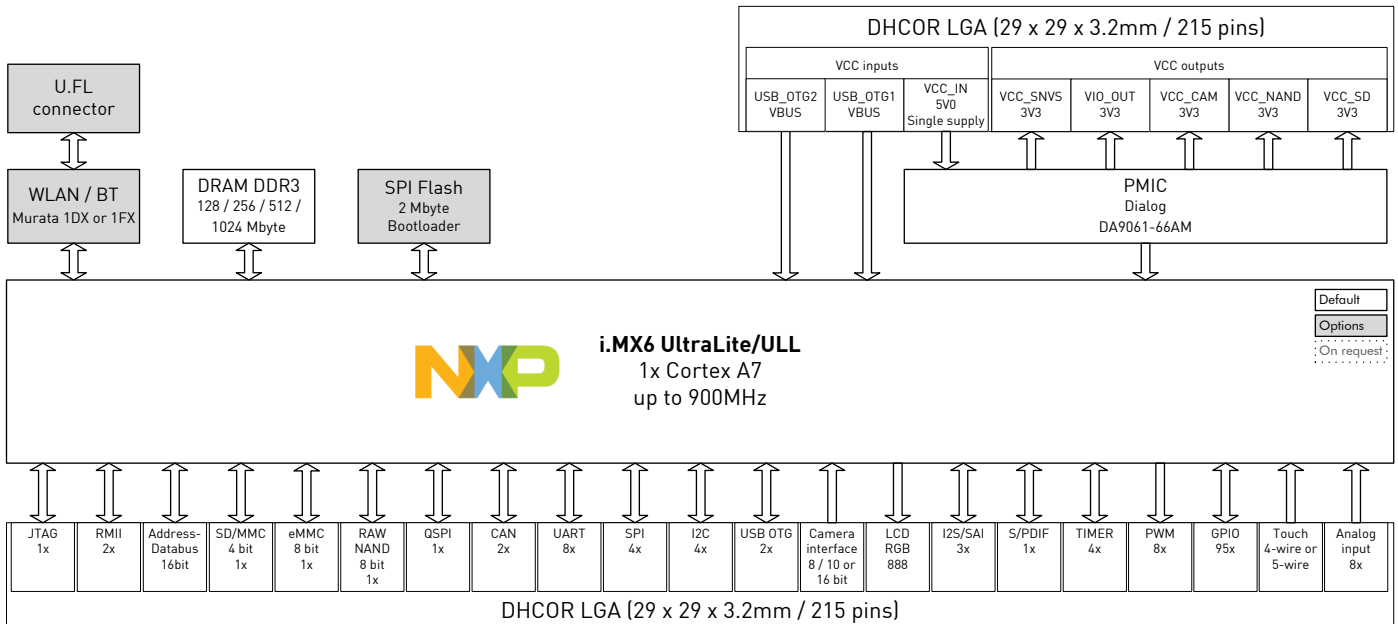 DHCOR LGA (29 x 29 x 3.2mm / 215 pins)
VCC inputs
VCC outputs
USB_OTG2
VBUS
USB_OTG1
VBUS
VCC_IN
5V0
Single supply
VCC_SNVS
3V3
VIO_OUT
3V3
VCC_CAM
3V3
VCC_NAND
3V3
VCC_SD
3V3
U.FL
connector
WLAN / BT
Murata 1DX or 1FX
DRAM DDR3
128 / 256 / 512 /
1024 Mbyte
SPI Flash
2 Mbyte
Bootloader
PMIC
Dialog
DA9061-66AM
Default
Options
On request
NXP
i.MX6 UltraLite/ULL
1x Cortex A7
up to 900MHz
JTAG
1x
RMII
2x
Address-
Databus
16bit
SD/MMC
4 bit
1x
eMMC
8 bit
1x
RAW
NAND
8 bit
1x
QSPI
1x
CAN
2x
UART
8x
SPI
4x
I2C
4x
USB OTG
2x
Camera
interface
8 / 10 or
16 bit
LCD
RGB
888
I2S/SAI
3x
S/PDIF
1x
TIMER
4x
PWM
8x
GPIO
95x
Touch
4-wire or
5-wire
Analog
input
8x
DHCOR LGA (29 x 29 x 3.2mm / 215 pins)